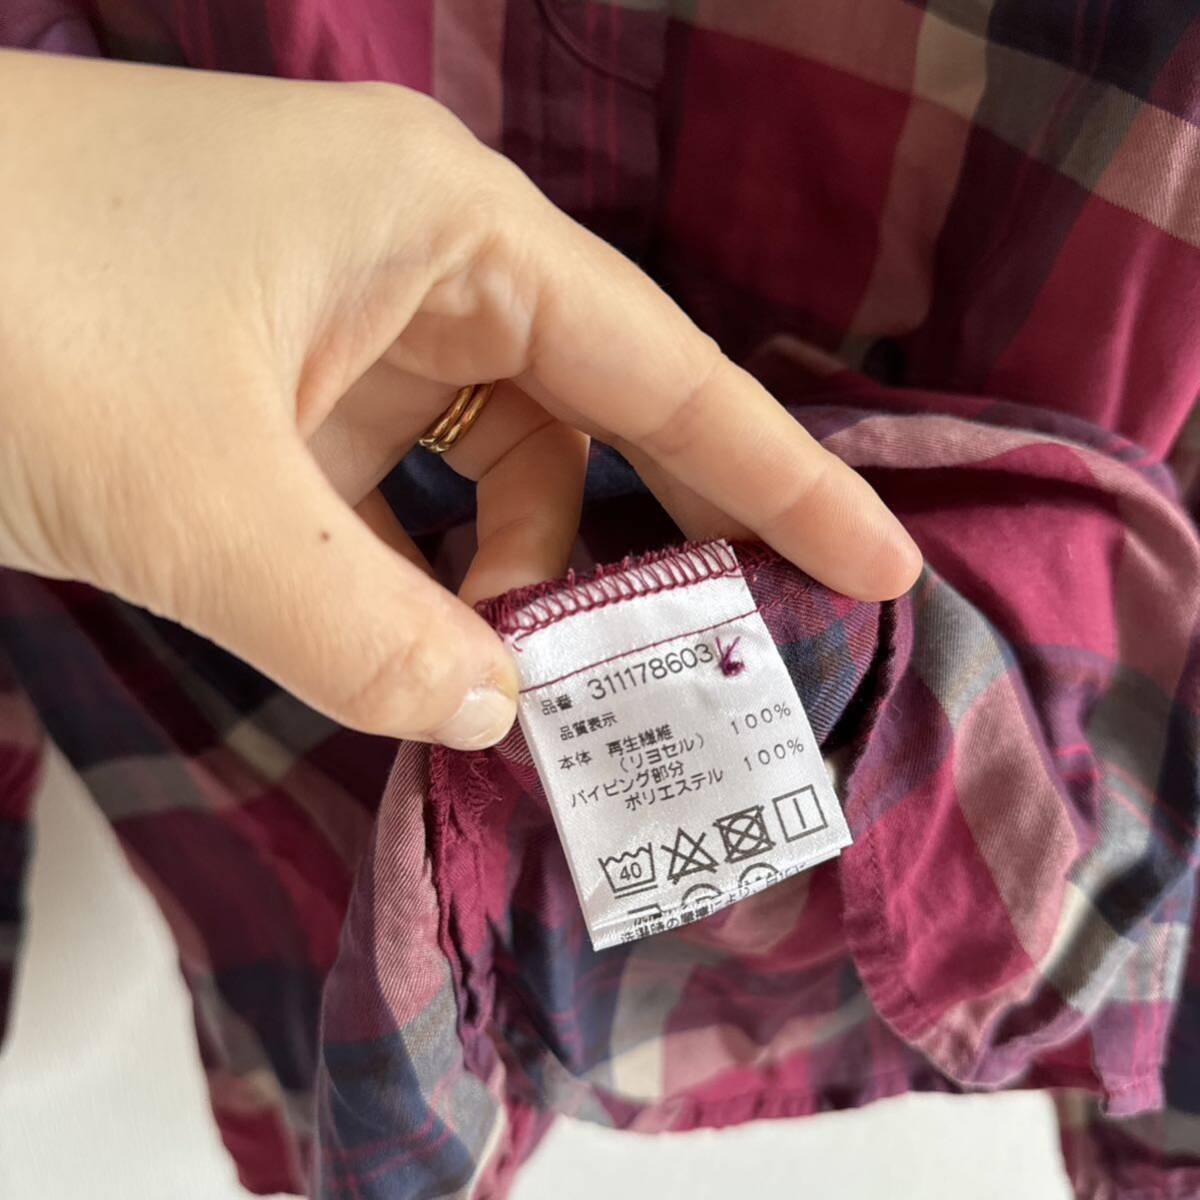 品番 311178603
品質表示
本体 再生繊維 100%
(リヨセル)
パイピング部分 100%
ポリエステル
40